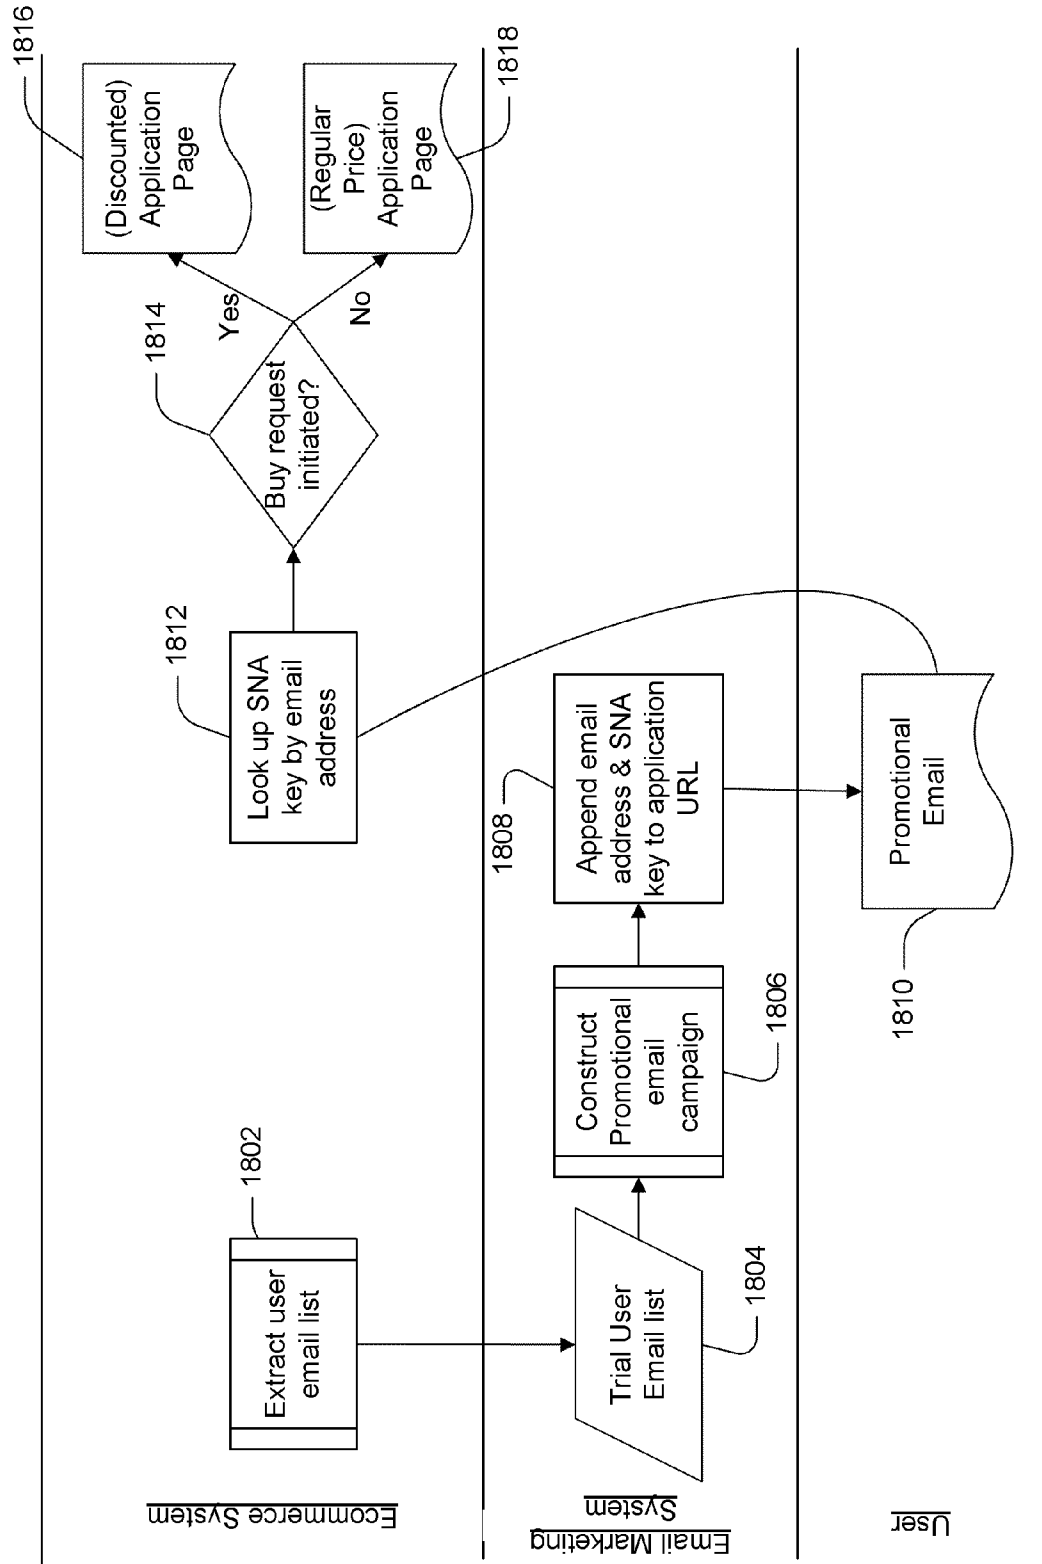 Ecommerce System
Extract user
email list
1802
Look up SNA
key by email
address
1812
Buy request
initiated?
1814
Yes
No
(Discounted)
Application
Page
1816
(Regular
Price)
Application
Page
1818
Email Marketing
System
Trial User
Email list
1804
Construct
Promotional
email
campaign
1806
Append email
address & SNA
key to application
URL
1808
User
Promotional
Email
1810